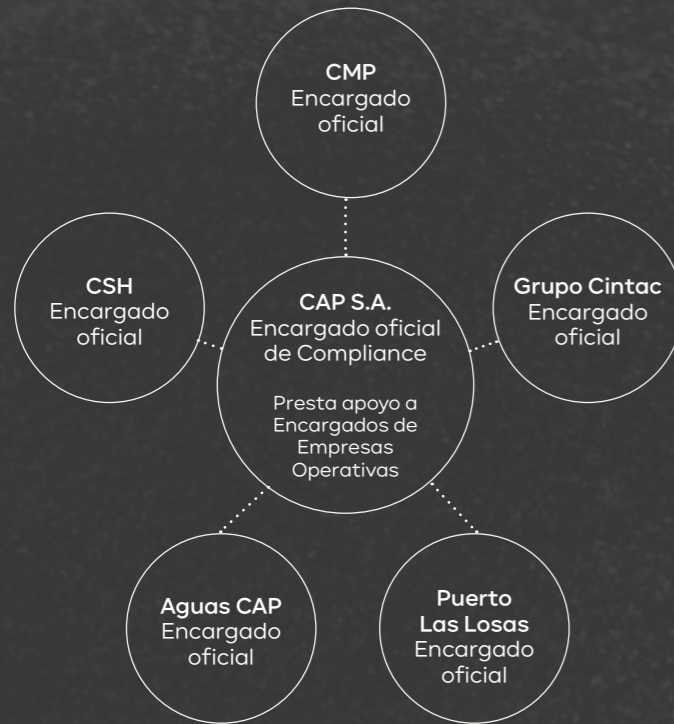 CMP
Encargado
oficial
CSH
Encargado
oficial
CAP S.A.
Encargado oficial
de Compliance
Presta apoyo a
Encargados de
Empresas
Operativas
Grupo Cintac
Encargado
oficial
Aguas CAP
Encargado
oficial
Puerto
Las Losas
Encargado
oficial